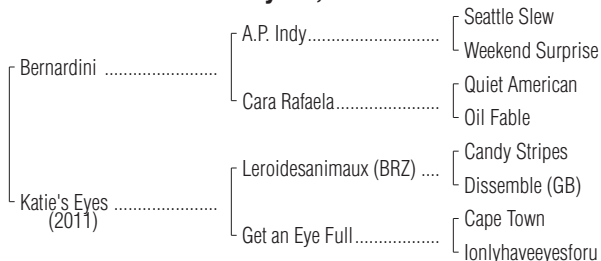 Seattle Slew
A.P. Indy........................
Weekend Surprise
Bernardini ........................
Quiet American
Cara Rafaela......................
Oil Fable
Candy Stripes
Leroidesanimaux (BRZ) ....
Dissemble (GB)
Katie's Eyes ......................
(2011)
Cape Town
Get an Eye Full..................
Ionlyhaveeyesforu